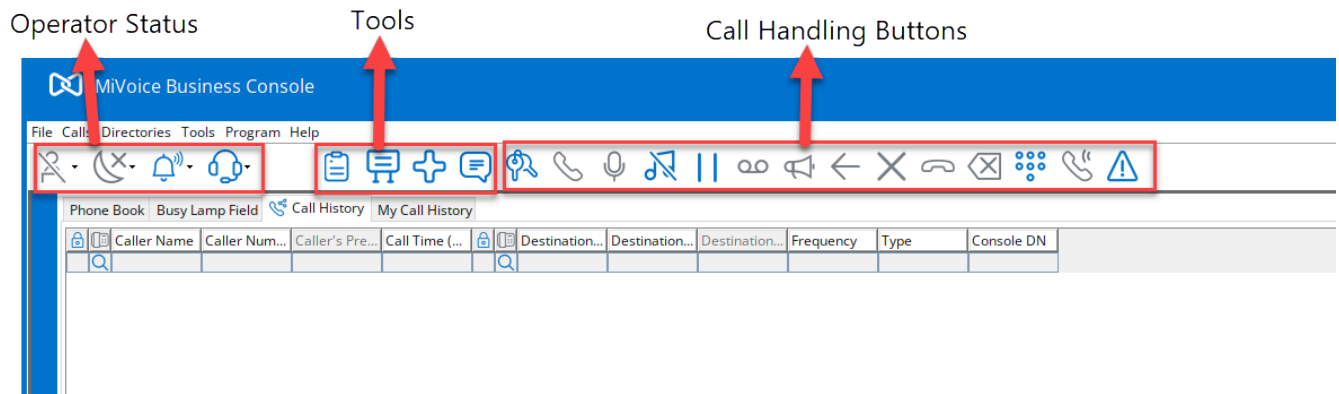 Operator Status
Tools
Call Handling Buttons
MiVoice Business Console
File Calls Directories Tools Program Help
Phone Book Busy Lamp Field Call History My Call History
Caller Name Caller Num... Caller's Pre... Call Time (... Destination... Destination... Destination... Frequency Type Console DN